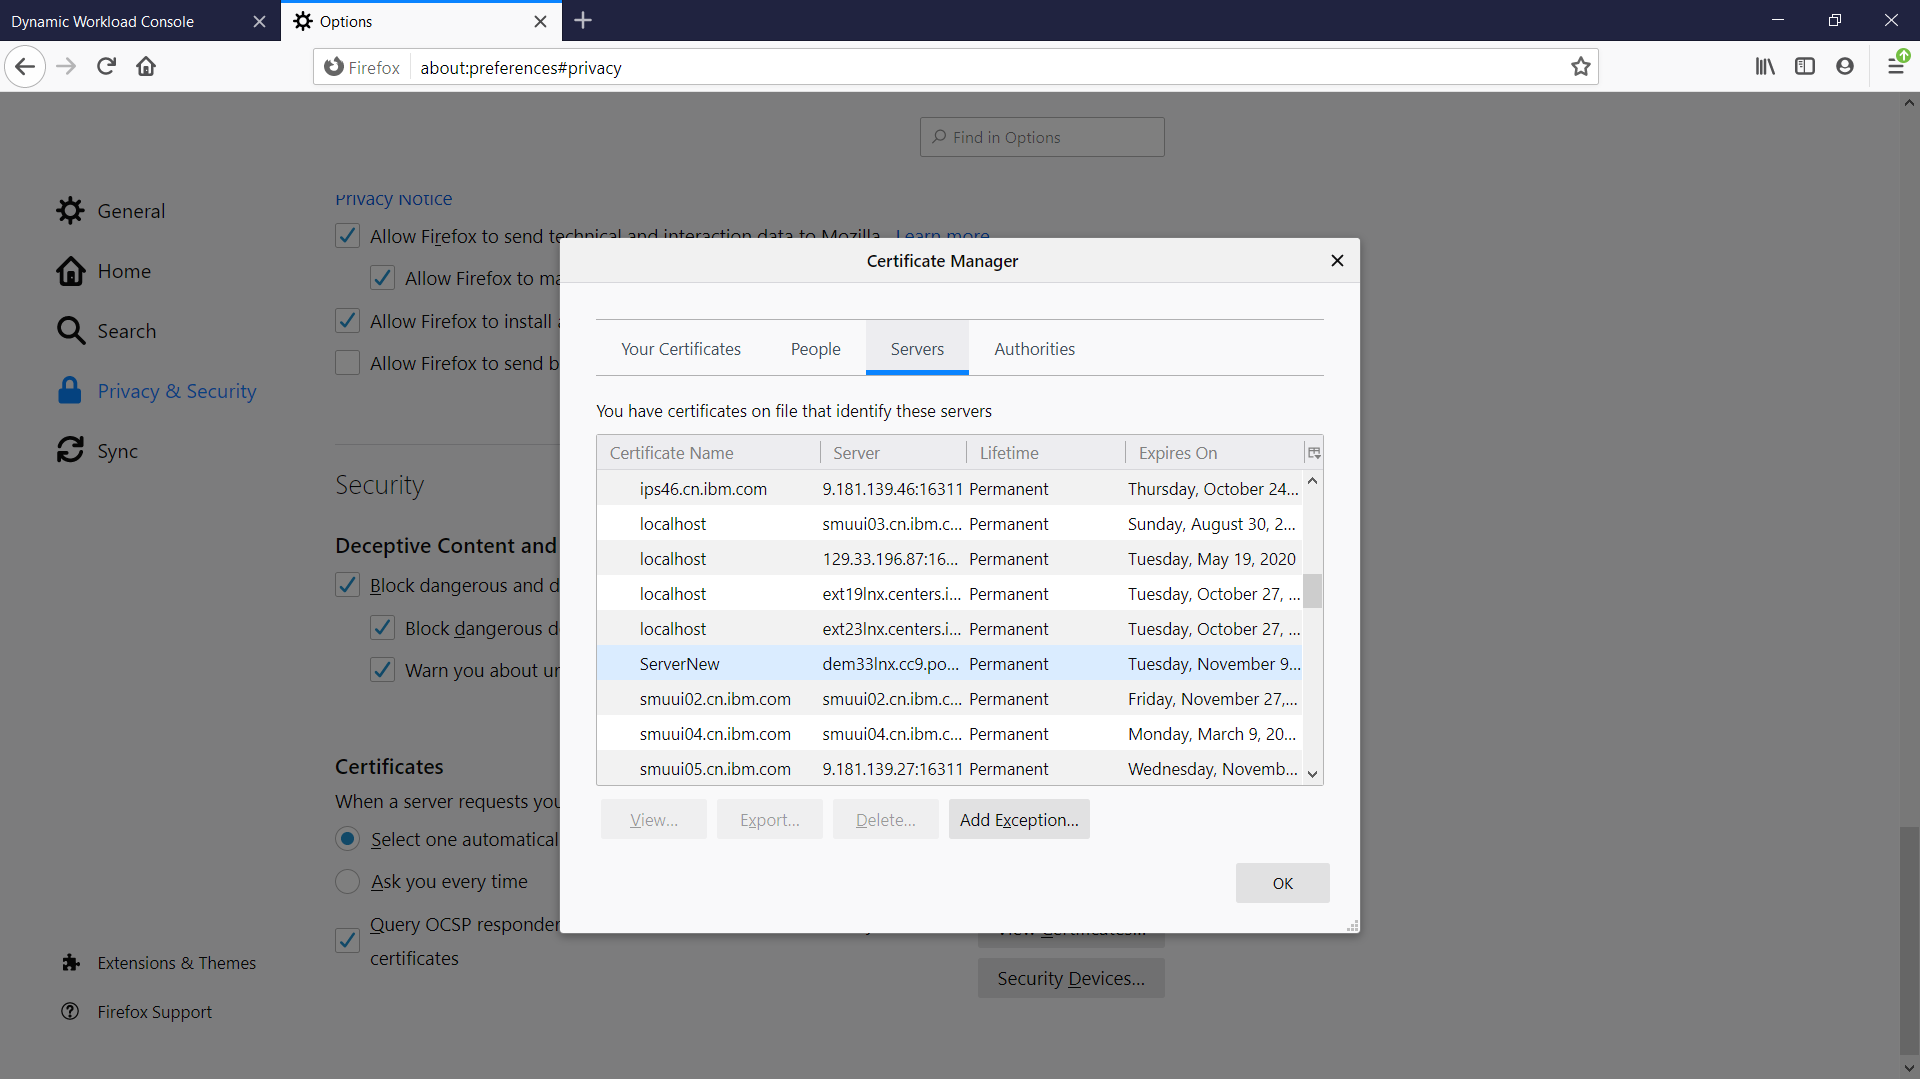 Dynamic Workload Console
Options
Firefox
about:preferences#privacy
Find in Options
General
Home
Search
Privacy & Security
Sync
Extensions & Themes
Firefox Support
Privacy Notice
Allow Firefox to send technical and interaction data to Mozilla Learn more
Allow Firefox to ma
Allow Firefox to install a
Allow Firefox to send b
Security
Deceptive Content and
Block dangerous and d
Block dangerous d
Warn you about un
Certificates
When a server requests you
Select one automatical
Ask you every time
Query OCSP responder
certificates
Certificate Manager
Your Certificates People Servers Authorities
You have certificates on file that identify these servers
Certificate Name Server Lifetime Expires On
ips46.cn.ibm.com 9.181.139.46:16311 Permanent Thursday, October 24...
localhost smuui03.cn.ibm.c... Permanent Sunday, August 30, 2...
localhost 129.33.196.87:16... Permanent Tuesday, May 19, 2020
localhost ext19lnx.centers.i... Permanent Tuesday, October 27, ...
localhost ext23lnx.centers.i... Permanent Tuesday, October 27, ...
ServerNew dem33lnx.cc9.po... Permanent Tuesday, November 9...
smuui02.cn.ibm.com smuui02.cn.ibm.c... Permanent Friday, November 27,...
smuui04.cn.ibm.com smuui04.cn.ibm.c... Permanent Monday, March 9, 20...
smuui05.cn.ibm.com 9.181.139.27:16311 Permanent Wednesday, Novemb...
View... Export... Delete... Add Exception...
OK
View Certificates...
Security Devices...